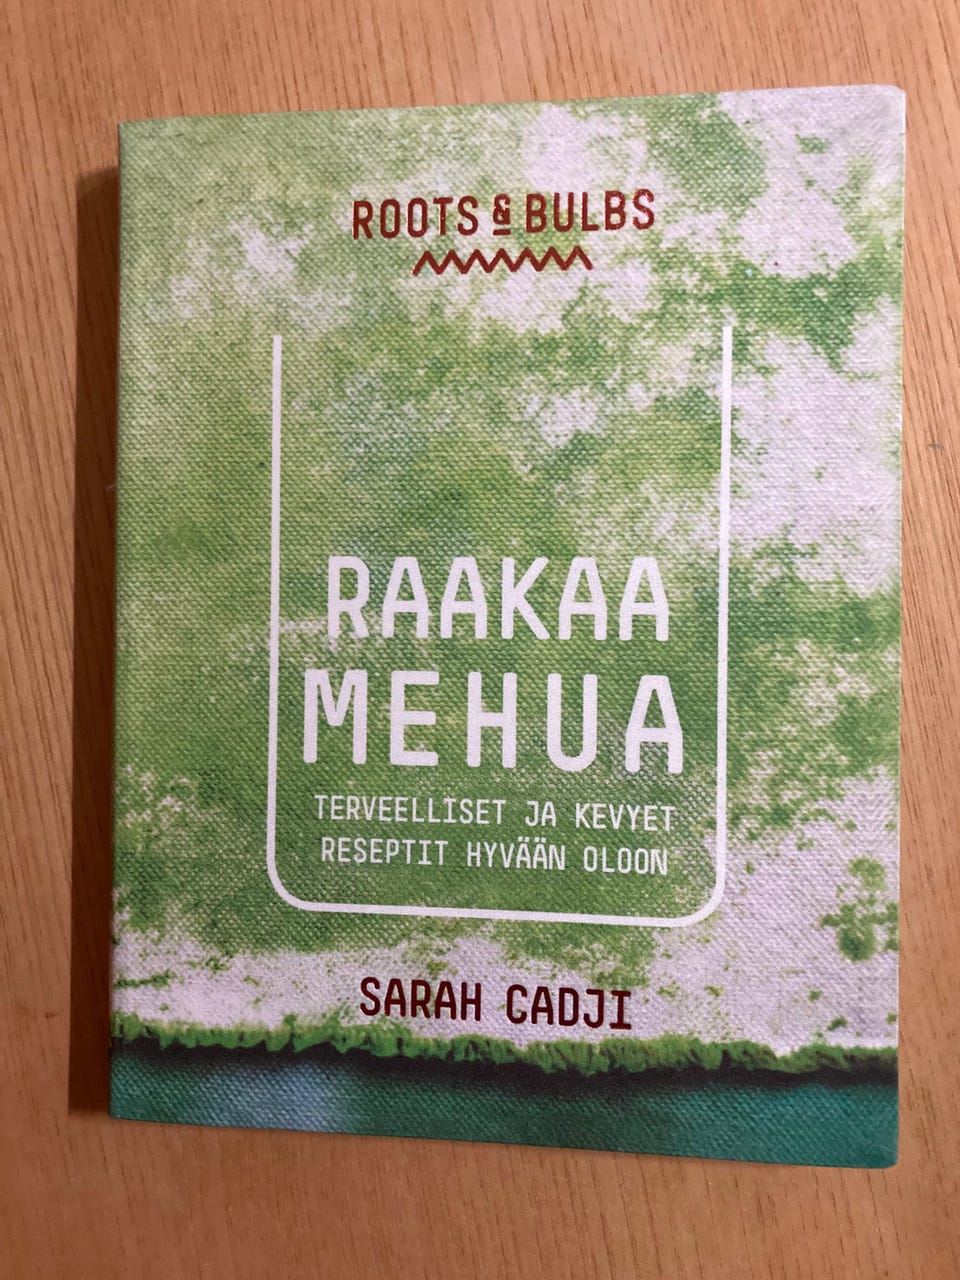 ROOTS & BULBS
RAAKAA
MEHUA
TERVEELLISET JA KEVYET
RESEPTIT HYVÄÄN OLOON
SARAH CADJI